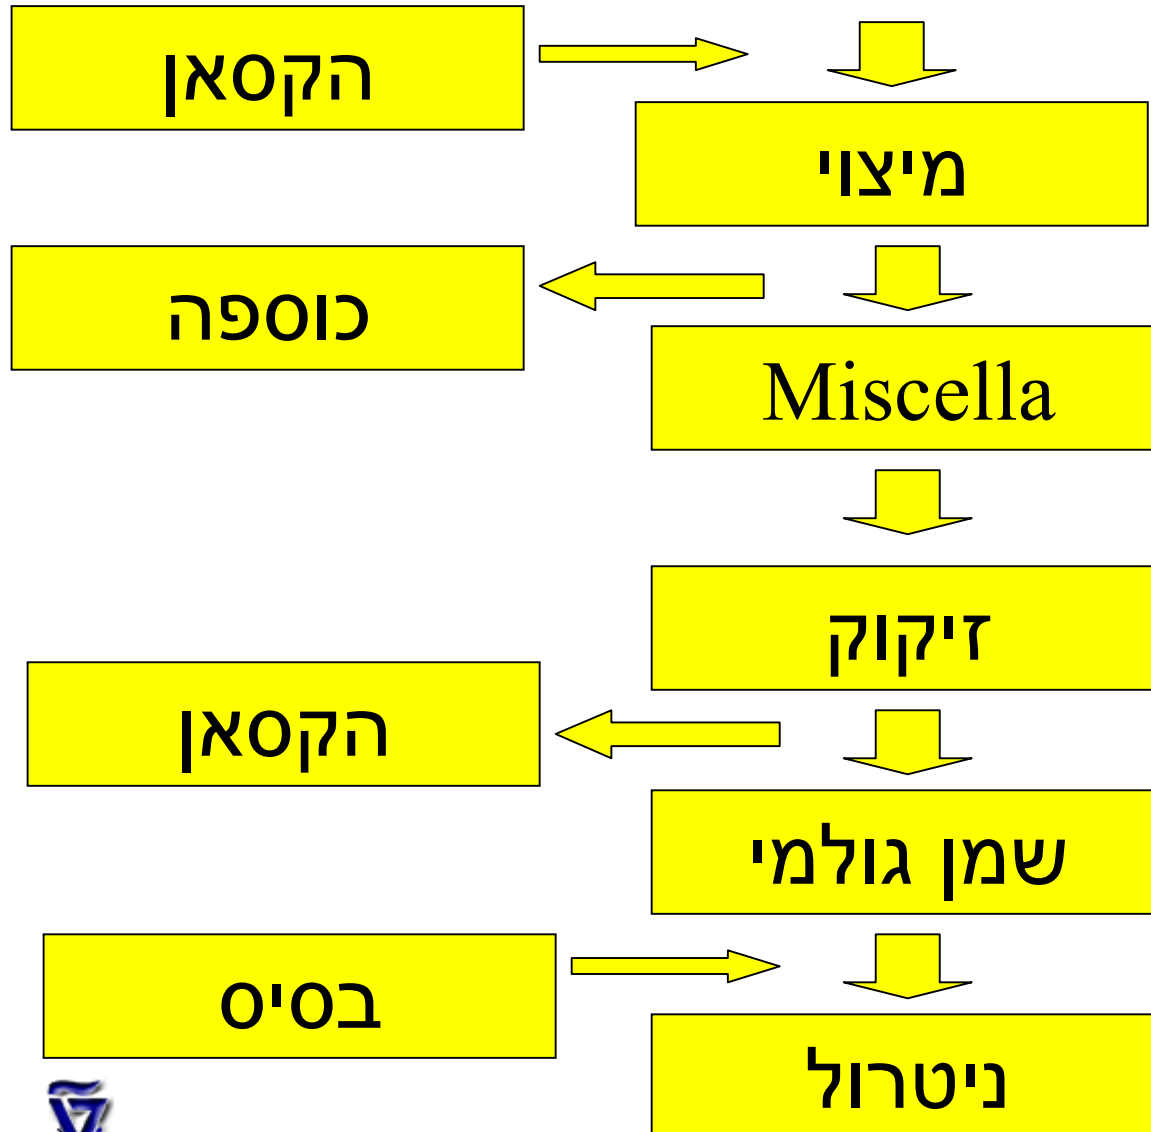 הקסאן
מיצוי
כוספה
Miscella
זיקוק
הקסאן
שמן גולמי
בסיס
ניטרול